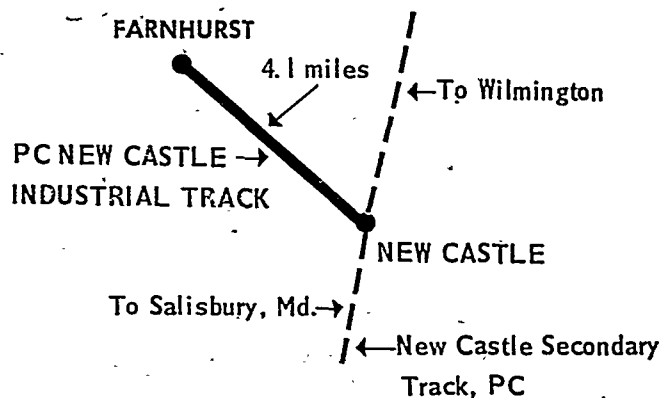 FARNHURST
4.1 miles
To Wilmington
PC NEW CASTLE
INDUSTRIAL TRACK
NEW CASTLE
To Salisbury, Md.
New Castle Secondary
Track, PC